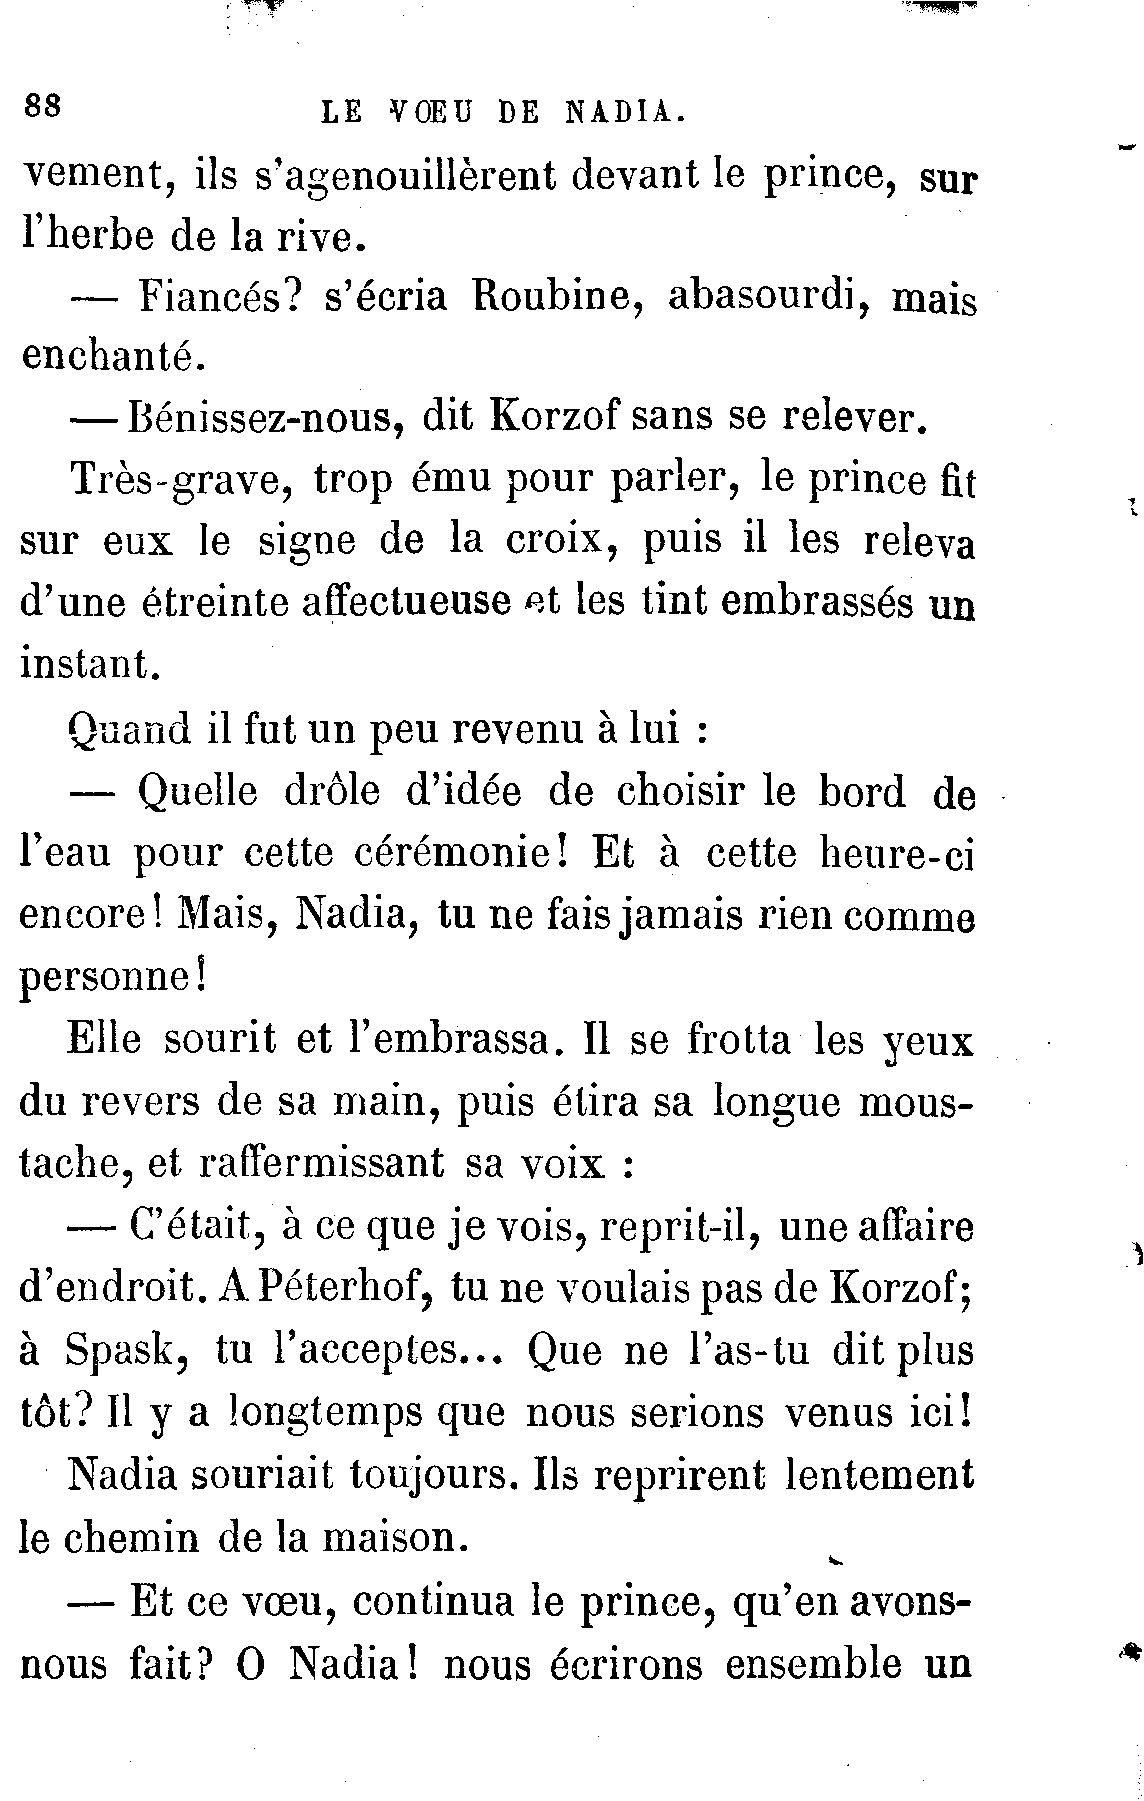 88
LE VŒU DE NADIA.
vement, ils s'agenouillèrent devant le prince, sur
l'herbe de la rive.
— Fiancés? s'écria Roubine, abasourdi, mais
enchanté.
— Bénissez-nous, dit Korzof sans se relever.
Très-grave, trop ému pour parler, le prince fit
sur eux le signe de la croix, puis il les releva
d'une étreinte affectueuse et les tint embrassés un
instant.
Quand il fut un peu revenu à lui :
— Quelle drôle d'idée de choisir le bord de
l'eau pour cette cérémonie! Et à cette heure-ci
encore! Mais, Nadia, tu ne fais jamais rien comme
personne!
Elle sourit et l'embrassa. Il se frotta les yeux
du revers de sa main, puis étira sa longue mous-
tache, et raffermissant sa voix :
— C'était, à ce que je vois, reprit-il, une affaire
d'endroit. A Péterhof, tu ne voulais pas de Korzof;
à Spask, tu l'acceptes... Que ne l'as-tu dit plus
tôt? Il y a longtemps que nous serions venus ici!
Nadia souriait toujours. Ils reprirent lentement
le chemin de la maison.
— Et ce vœu, continua le prince, qu'en avons-
nous fait? O Nadia! nous écrirons ensemble un